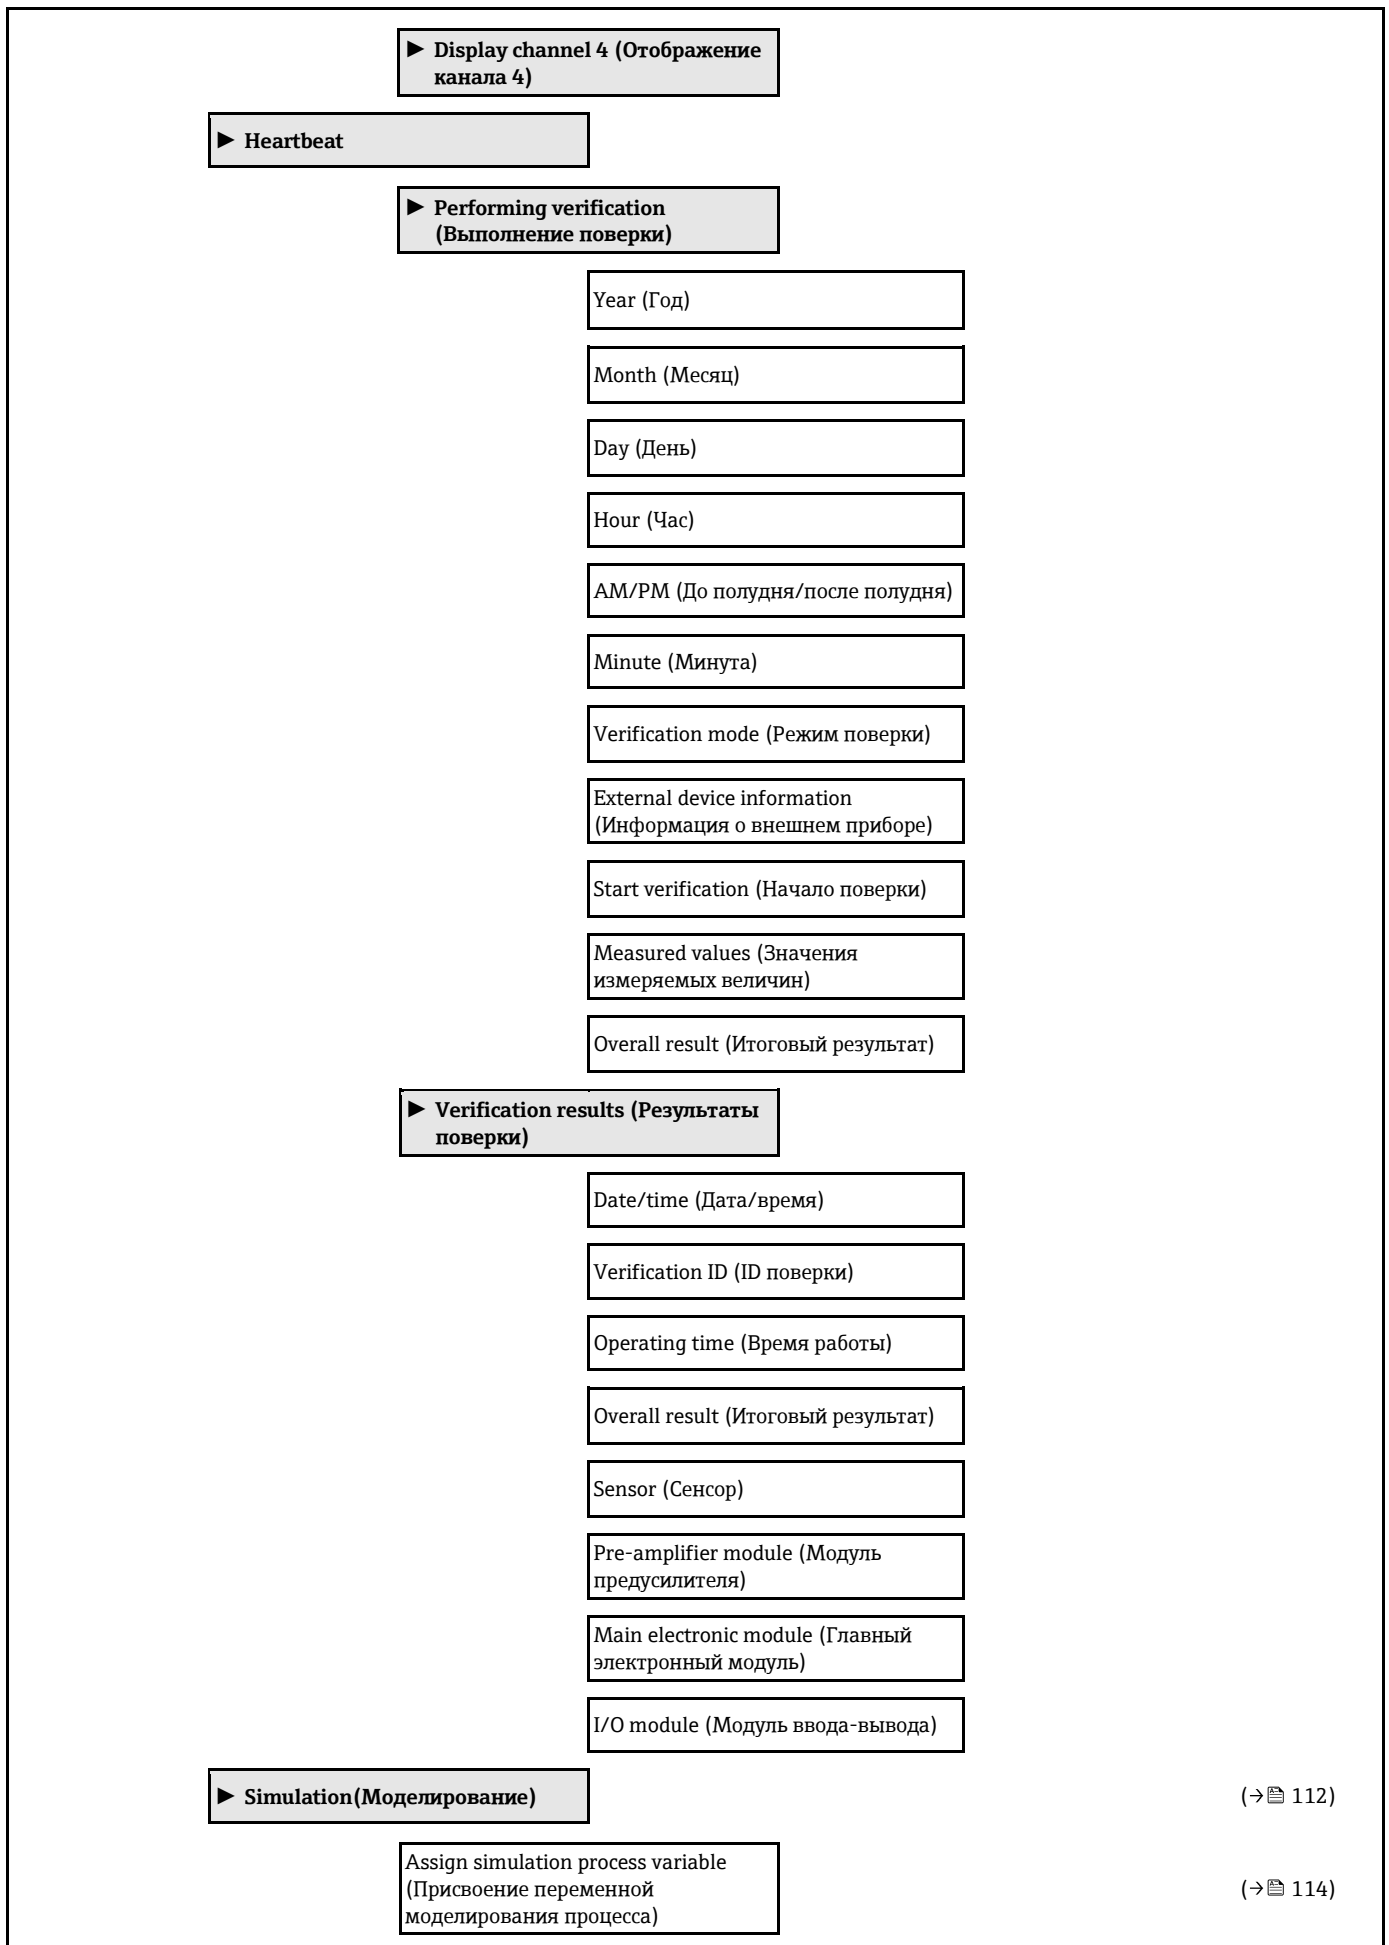 ► Display channel 4 (Отображение
канала 4)
► Heartbeat
► Performing verification
(Выполнение поверки)
Year (Год)
Month (Месяц)
Day (День)
Hour (Час)
AM/PM (До полудня/после полудня)
Minute (Минута)
Verification mode (Режим поверки)
External device information
(Информация о внешнем приборе)
Start verification (Начало поверки)
Measured values (Значения
измеряемых величин)
Overall result (Итоговый результат)
► Verification results (Результаты
поверки)
Date/time (Дата/время)
Verification ID (ID поверки)
Operating time (Время работы)
Overall result (Итоговый результат)
Sensor (Сенсор)
Pre-amplifier module (Модуль
предусилителя)
Main electronic module (Главный
электронный модуль)
I/O module (Модуль ввода-вывода)
► Simulation(Моделирование) (→ 112)
Assign simulation process variable
(Присвоение переменной (→ 114)
моделирования процесса)